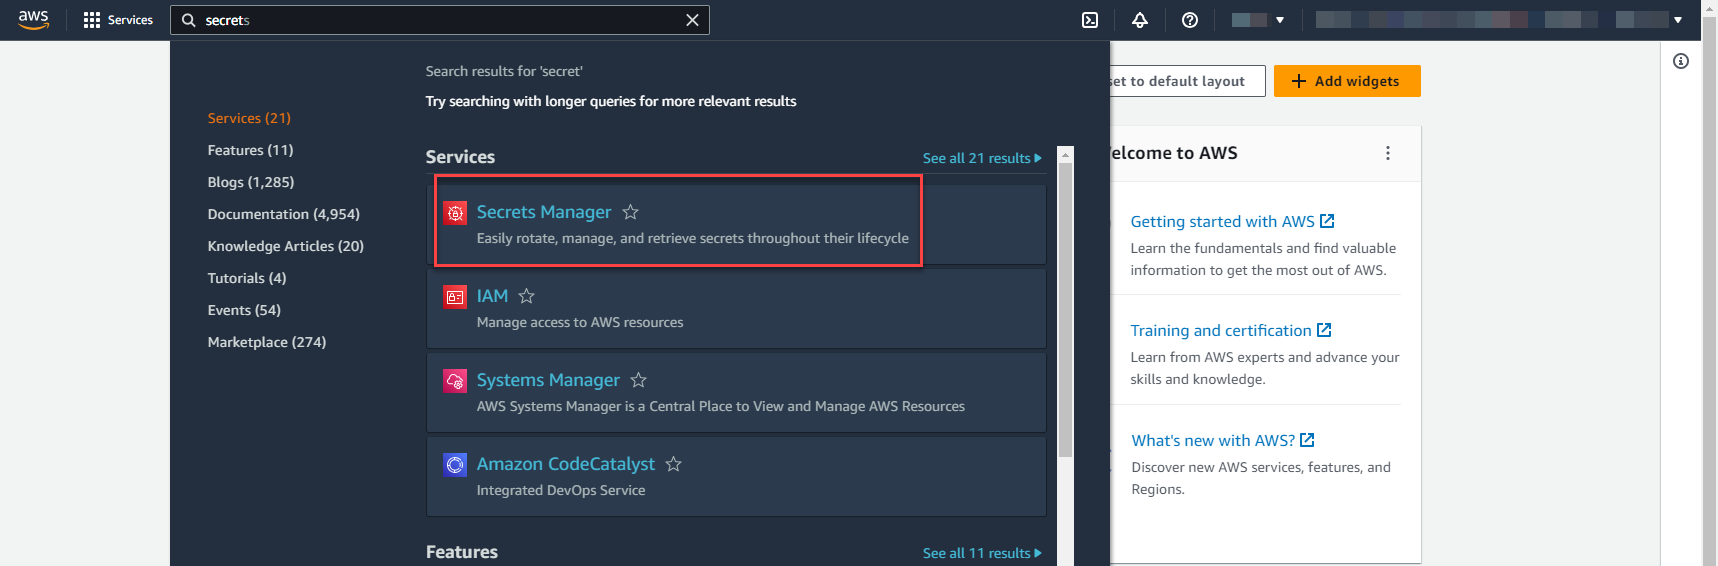 aws
Services
secrets
Search results for 'secret'
Try searching with longer queries for more relevant results
Services (21)
Features (11)
Blogs (1,285)
Documentation (4,954)
Knowledge Articles (20)
Tutorials (4)
Events (54)
Marketplace (274)
Services
See all 21 results
Secrets Manager
Easily rotate, manage, and retrieve secrets throughout their lifecycle
IAM
Manage access to AWS resources
Systems Manager
AWS Systems Manager is a Central Place to View and Manage AWS Resources
Amazon CodeCatalyst
Integrated DevOps Service
Features
See all 11 results
set to default layout
Add widgets
elcome to AWS
Getting started with AWS
Learn the fundamentals and find valuable
information to get the most out of AWS.
Training and certification
Learn from AWS experts and advance your
skills and knowledge.
What's new with AWS?
Discover new AWS services, features, and
Regions.